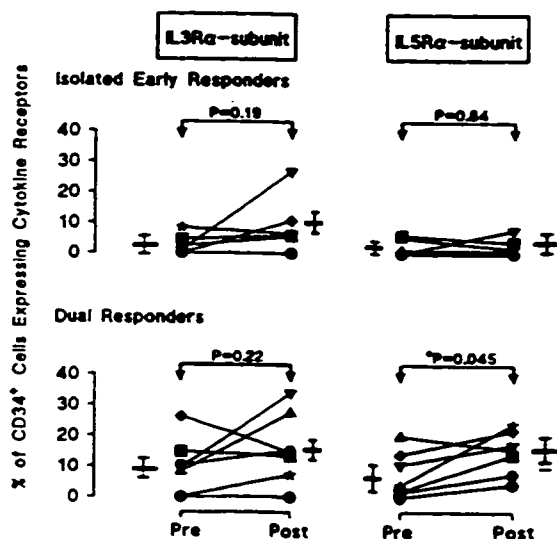 IL3Rα-subunit
IL5Rα-subunit
Isolated Early Responders
P=0.19
P=0.84
40
30
20
10
0
% of CD34+ Cells Expressing Cytokine Receptors
Dual Responders
P=0.22
*P=0.045
40
30
20
10
0
Pre
Post
Pre
Post